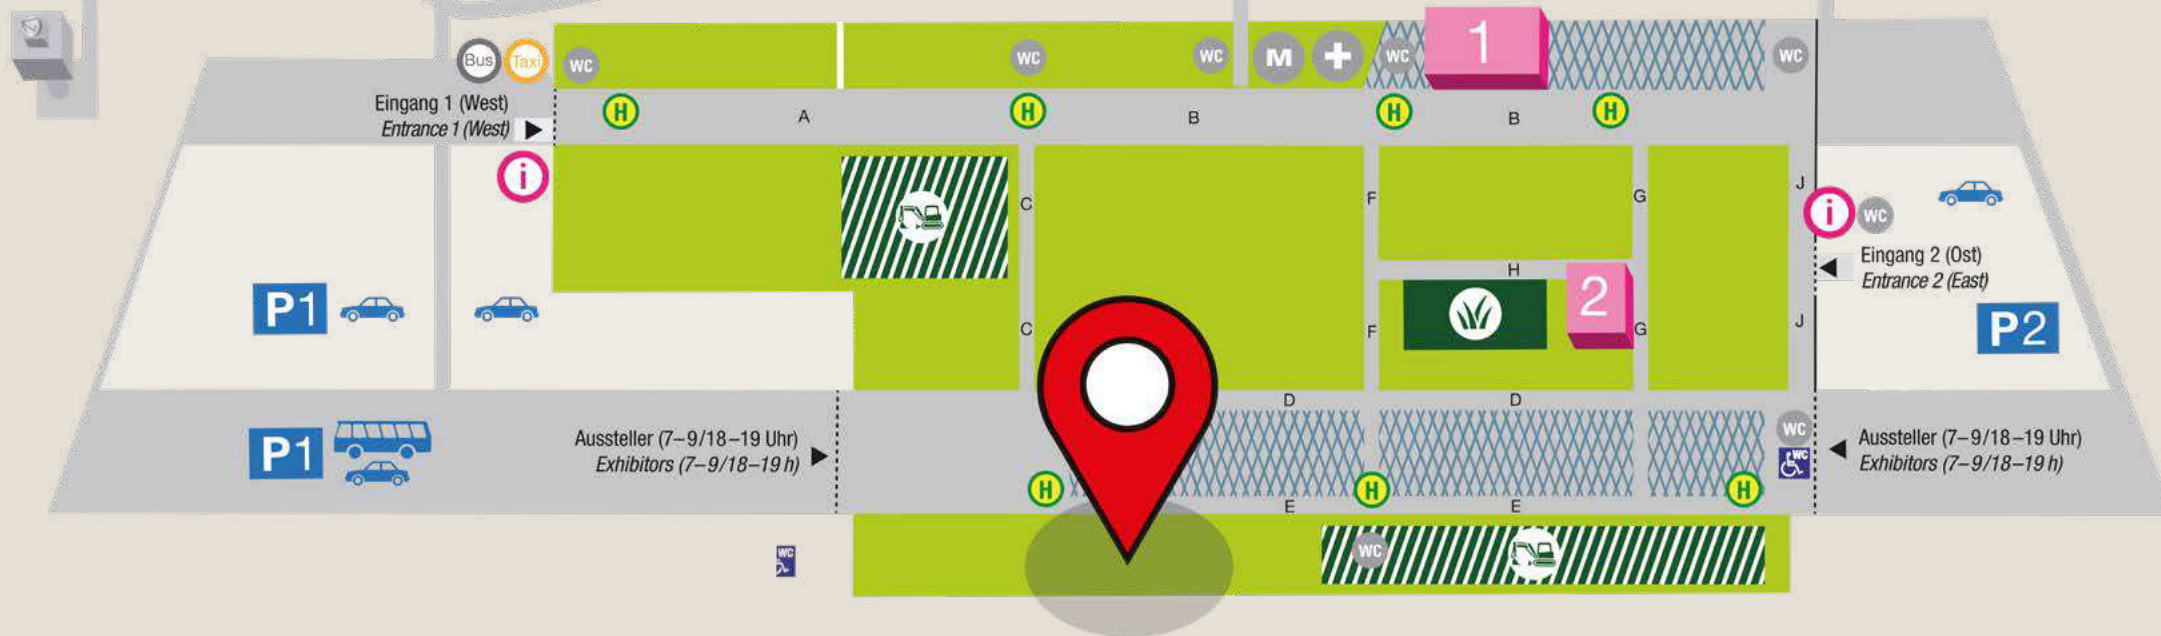 Bus
Taxi
WC
WC
WC
M
WC
1
WC
Eingang 1 (West)
Entrance 1 (West)
H
A
H
B
H
B
H
i
C
F
G
J
i
WC
Eingang 2 (Ost)
Entrance 2 (East)
H
2
P1
C
F
G
J
P2
D
D
P1
Aussteller (7–9/18–19 Uhr)
Exhibitors (7–9/18–19 h)
WC
WC
Aussteller (7–9/18–19 Uhr)
Exhibitors (7–9/18–19 h)
H
H
H
E
E
WC
WC